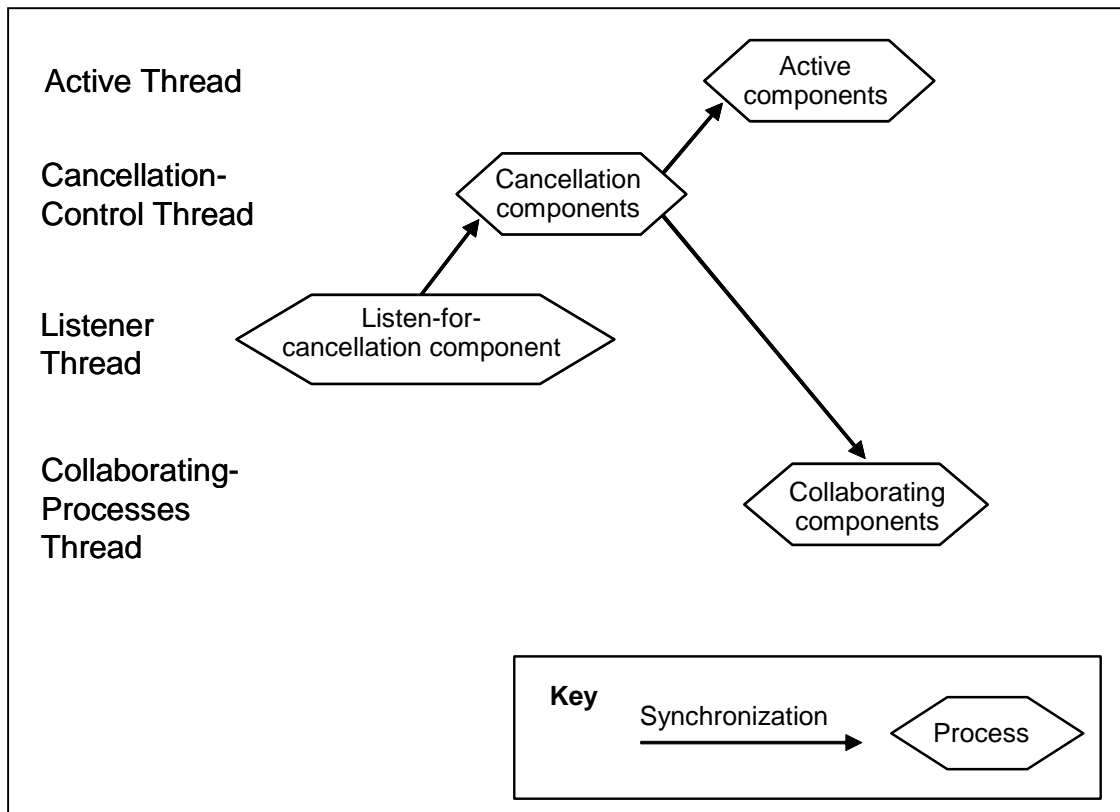 Active Thread
Active
components
Cancellation-
Control Thread
Cancellation
components
Listener
Thread
Listen-for-
cancellation component
Collaborating-
Processes
Thread
Collaborating
components
Key
Synchronization
Process